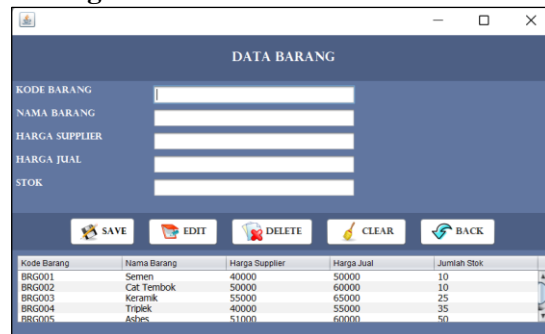 DATA BARANG
KODE BARANG
NAMA BARANG
HARGA SUPPLIER
HARGA JUAL
STOK
SAVE EDIT DELETE CLEAR BACK
Kode Barang Nama Barang Harga Supplier Harga Jual Jumlah Stok
BRG001 Semen 40000 50000 10
BRG002 Cat Tembok 50000 60000 10
BRG003 Keramik 55000 65000 25
BRG004 Triplek 40000 55000 35
BRG005 Asbes 51000 60000 50